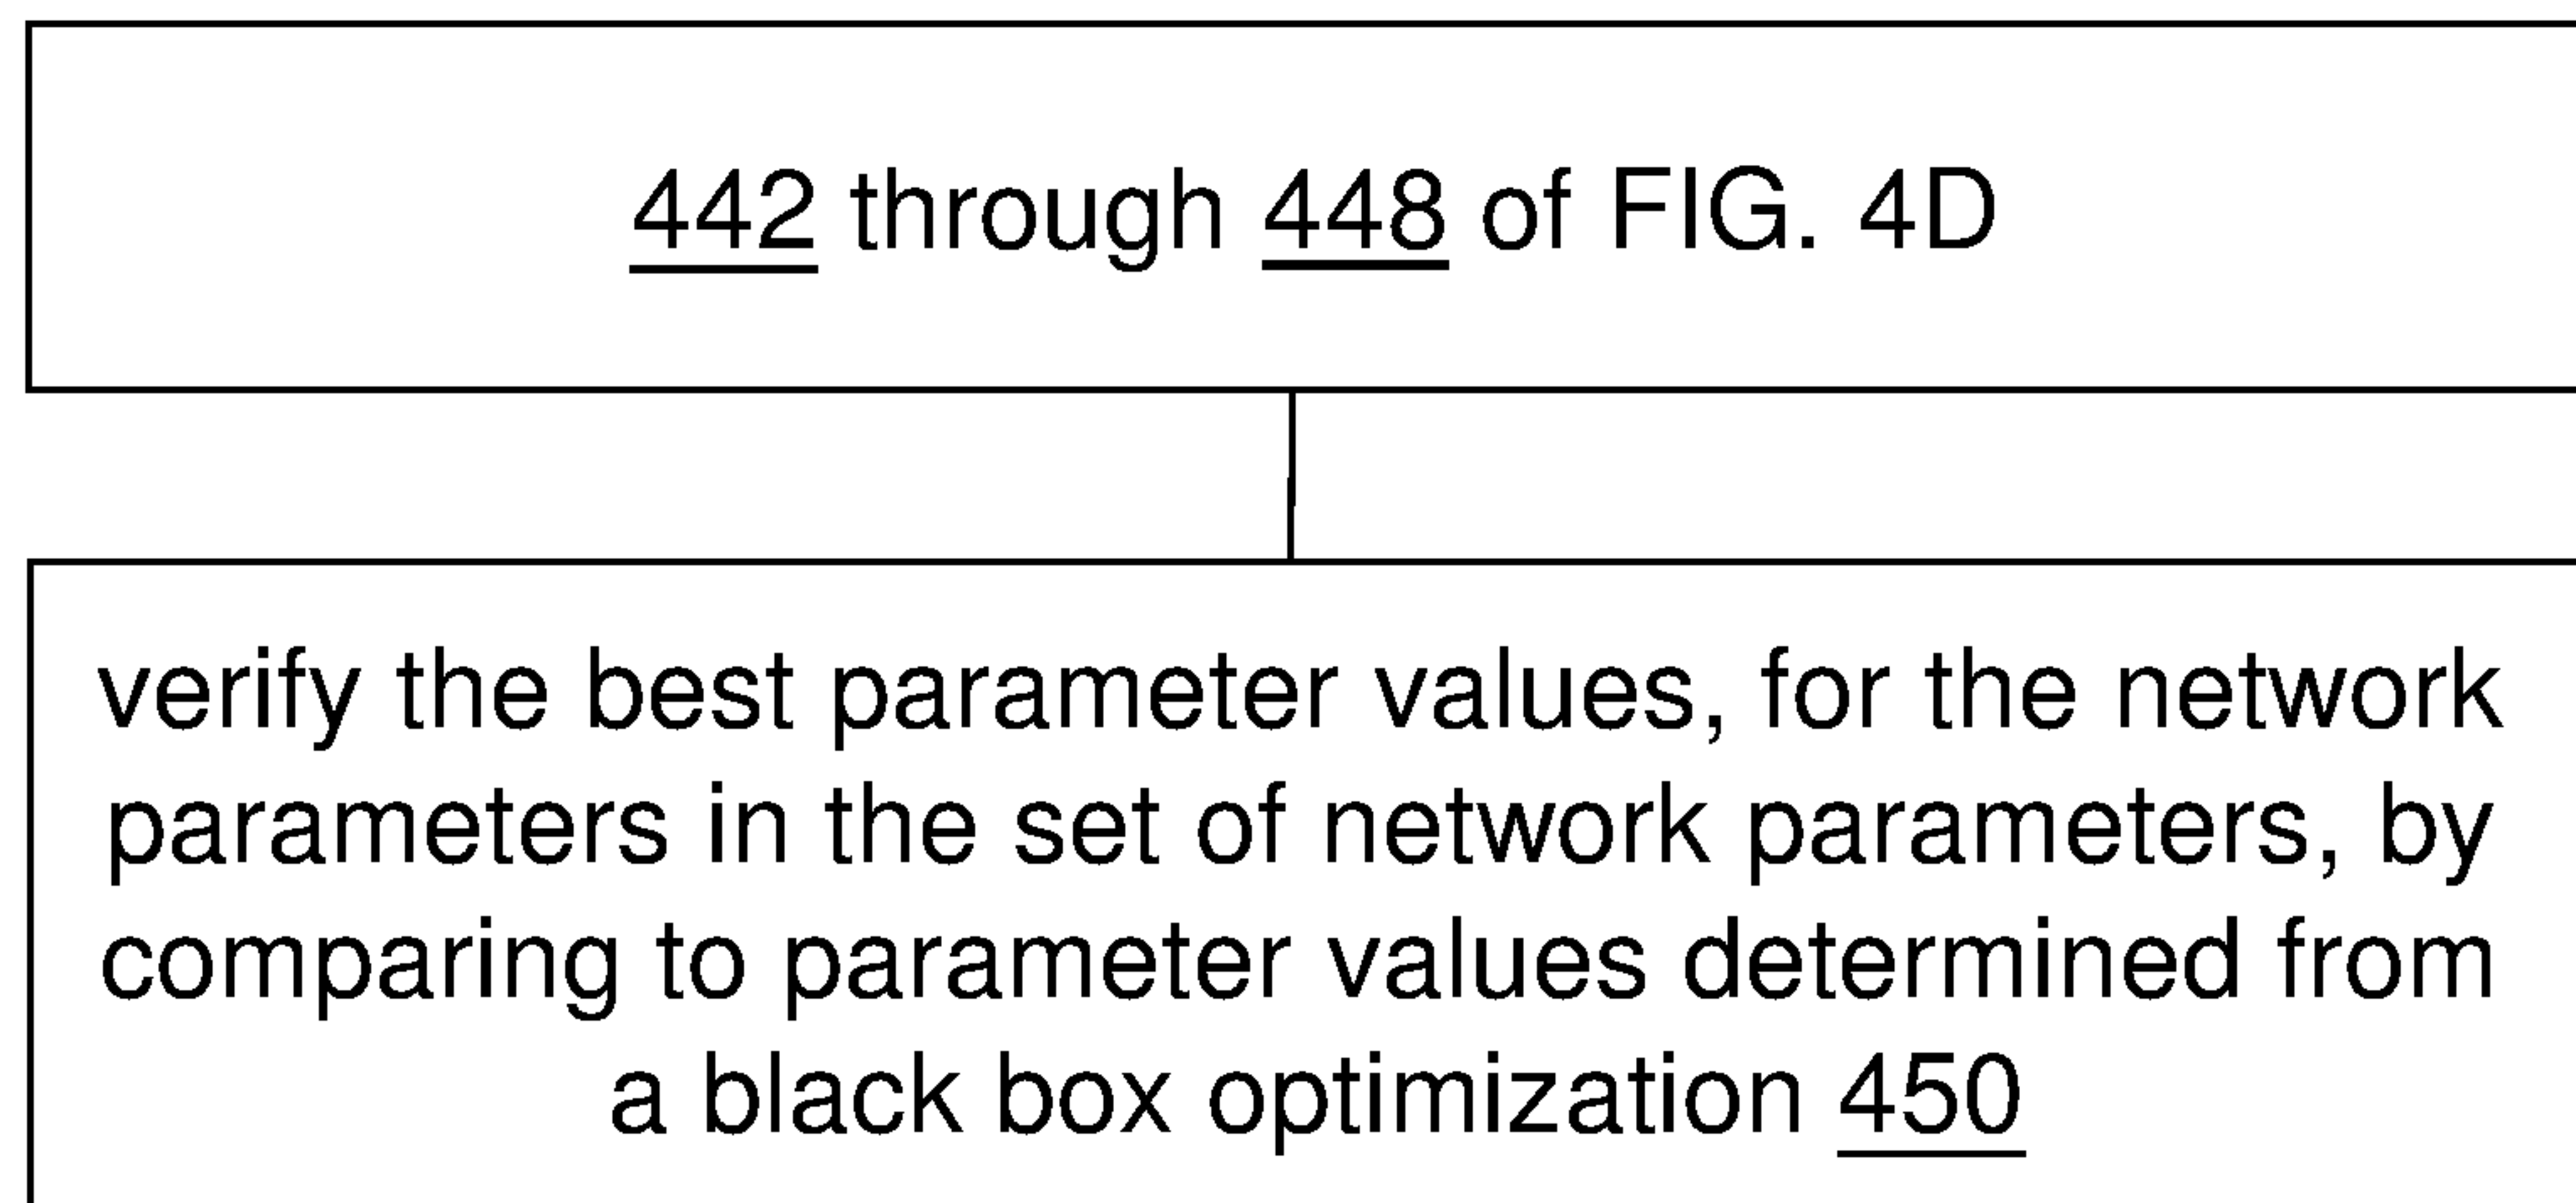 442 through 448 of FIG. 4D
verify the best parameter values, for the network
parameters in the set of network parameters, by
comparing to parameter values determined from
a black box optimization 450